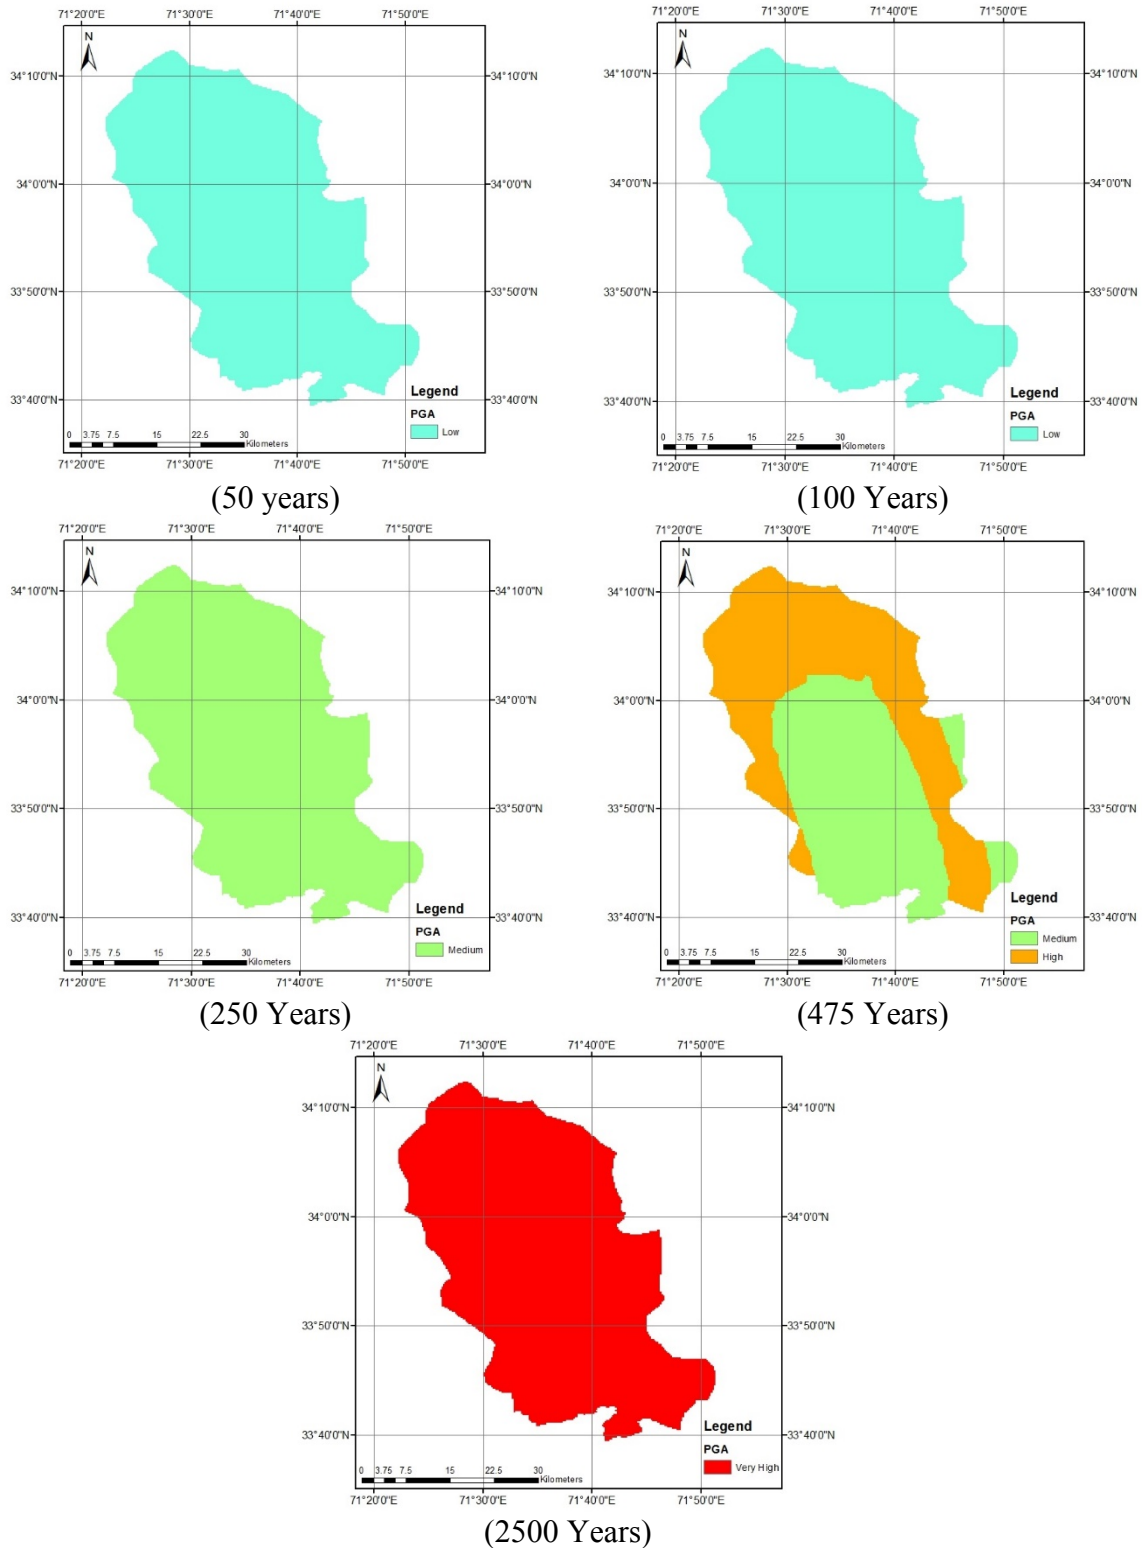 71°20'0"E 71°30'0"E 71°40'0"E 71°50'0"E
N
34°10'0"N 34°10'0"N
34°0'0"N 34°0'0"N
33°50'0"N 33°50'0"N
33°40'0"N 33°40'0"N
Legend
PGA
Low
0 3.75 7.5 15 22.5 30
Kilometers
71°20'0"E 71°30'0"E 71°40'0"E 71°50'0"E
(50 years)
71°20'0"E 71°30'0"E 71°40'0"E 71°50'0"E
N
34°10'0"N 34°10'0"N
34°0'0"N 34°0'0"N
33°50'0"N 33°50'0"N
33°40'0"N 33°40'0"N
Legend
PGA
Low
0 3.75 7.5 15 22.5 30
Kilometers
71°20'0"E 71°30'0"E 71°40'0"E 71°50'0"E
(100 Years)
71°20'0"E 71°30'0"E 71°40'0"E 71°50'0"E
N
34°10'0"N 34°10'0"N
34°0'0"N 34°0'0"N
33°50'0"N 33°50'0"N
33°40'0"N 33°40'0"N
Legend
PGA
Medium
0 3.75 7.5 15 22.5 30
Kilometers
71°20'0"E 71°30'0"E 71°40'0"E 71°50'0"E
(250 Years)
71°20'0"E 71°30'0"E 71°40'0"E 71°50'0"E
N
34°10'0"N 34°10'0"N
34°0'0"N 34°0'0"N
33°50'0"N 33°50'0"N
33°40'0"N 33°40'0"N
Legend
PGA
Medium
High
0 3.75 7.5 15 22.5 30
Kilometers
71°20'0"E 71°30'0"E 71°40'0"E 71°50'0"E
(475 Years)
71°20'0"E 71°30'0"E 71°40'0"E 71°50'0"E
N
34°10'0"N 34°10'0"N
34°0'0"N 34°0'0"N
33°50'0"N 33°50'0"N
33°40'0"N 33°40'0"N
Legend
PGA
Very High
0 3.75 7.5 15 22.5 30
Kilometers
71°20'0"E 71°30'0"E 71°40'0"E 71°50'0"E
(2500 Years)